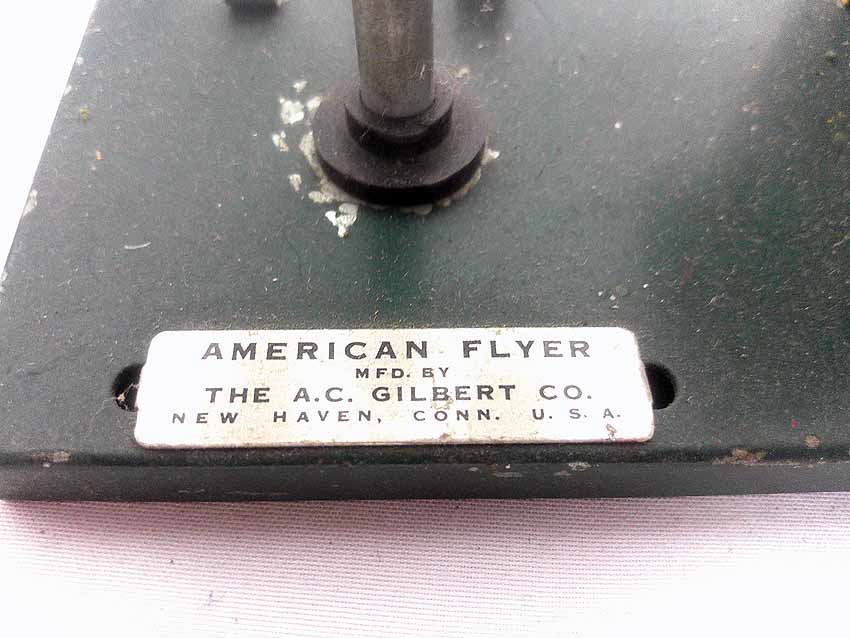 AMERICAN FLYER
MFD. BY
THE A.C. GILBERT CO.
NEW HAVEN, CONN. U.S.A.